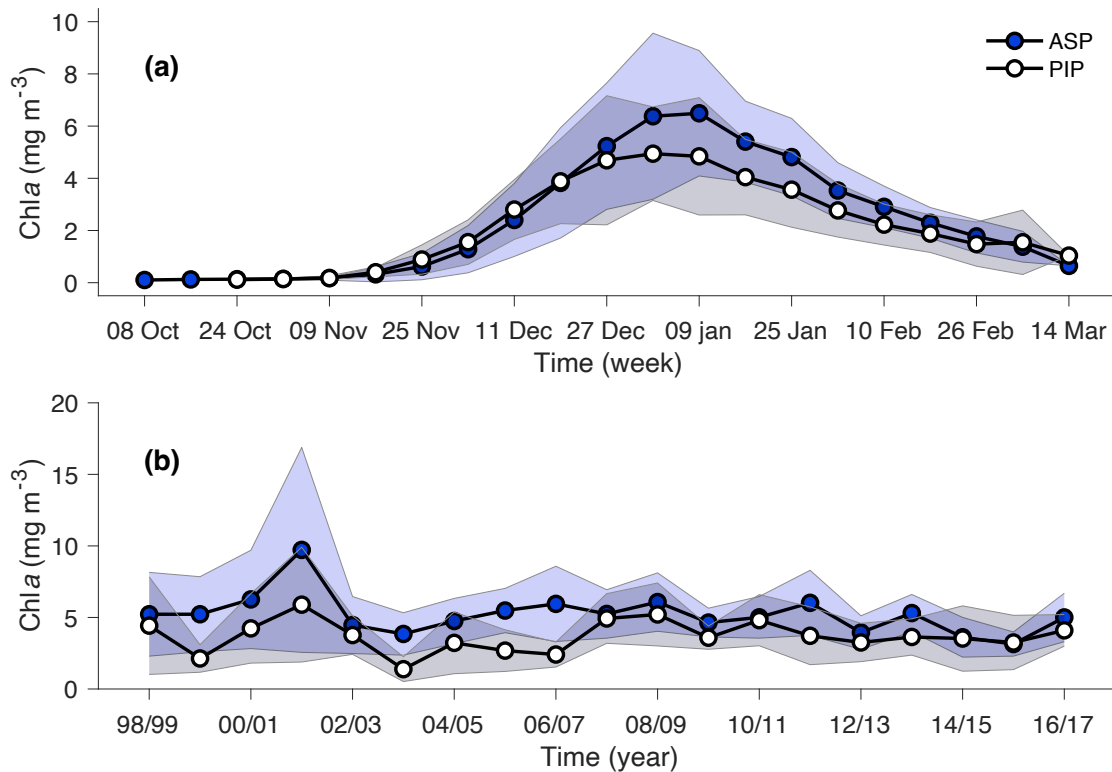 10
8
6
4
2
0
Chla (mg m-3)
(a)
ASP
PIP
08 Oct 24 Oct 09 Nov 25 Nov 11 Dec 27 Dec 09 jan 25 Jan 10 Feb 26 Feb 14 Mar
Time (week)
20
15
10
5
0
Chla (mg m-3)
(b)
98/99 00/01 02/03 04/05 06/07 08/09 10/11 12/13 14/15 16/17
Time (year)